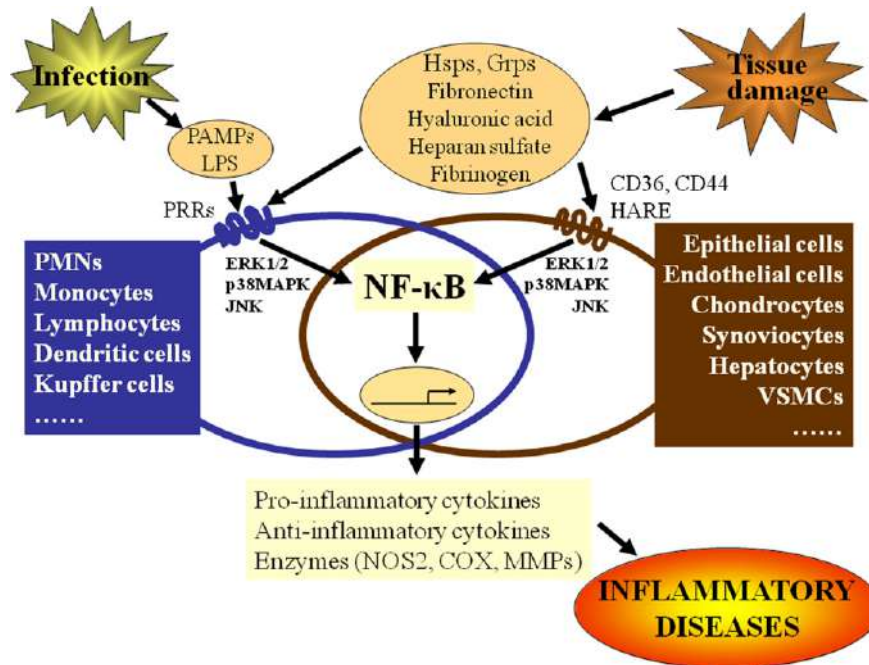 Infection
Hsps, Grps
Fibronectin
Hyaluronic acid
Heparan sulfate
Fibrinogen
Tissue
damage
PAMPs
LPS
PRRs
CD36, CD44
HARE
PMNs
Monocytes
Lymphocytes
Dendritic cells
Kupffer cells
......
ERK1/2
p38MAPK
JNK
NF-κB
ERK1/2
p38MAPK
JNK
Epithelial cells
Endothelial cells
Chondrocytes
Synoviocytes
Hepatocytes
VSMCs
......
Pro-inflammatory cytokines
Anti-inflammatory cytokines
Enzymes (NOS2, COX, MMPs)
INFLAMMATORY
DISEASES